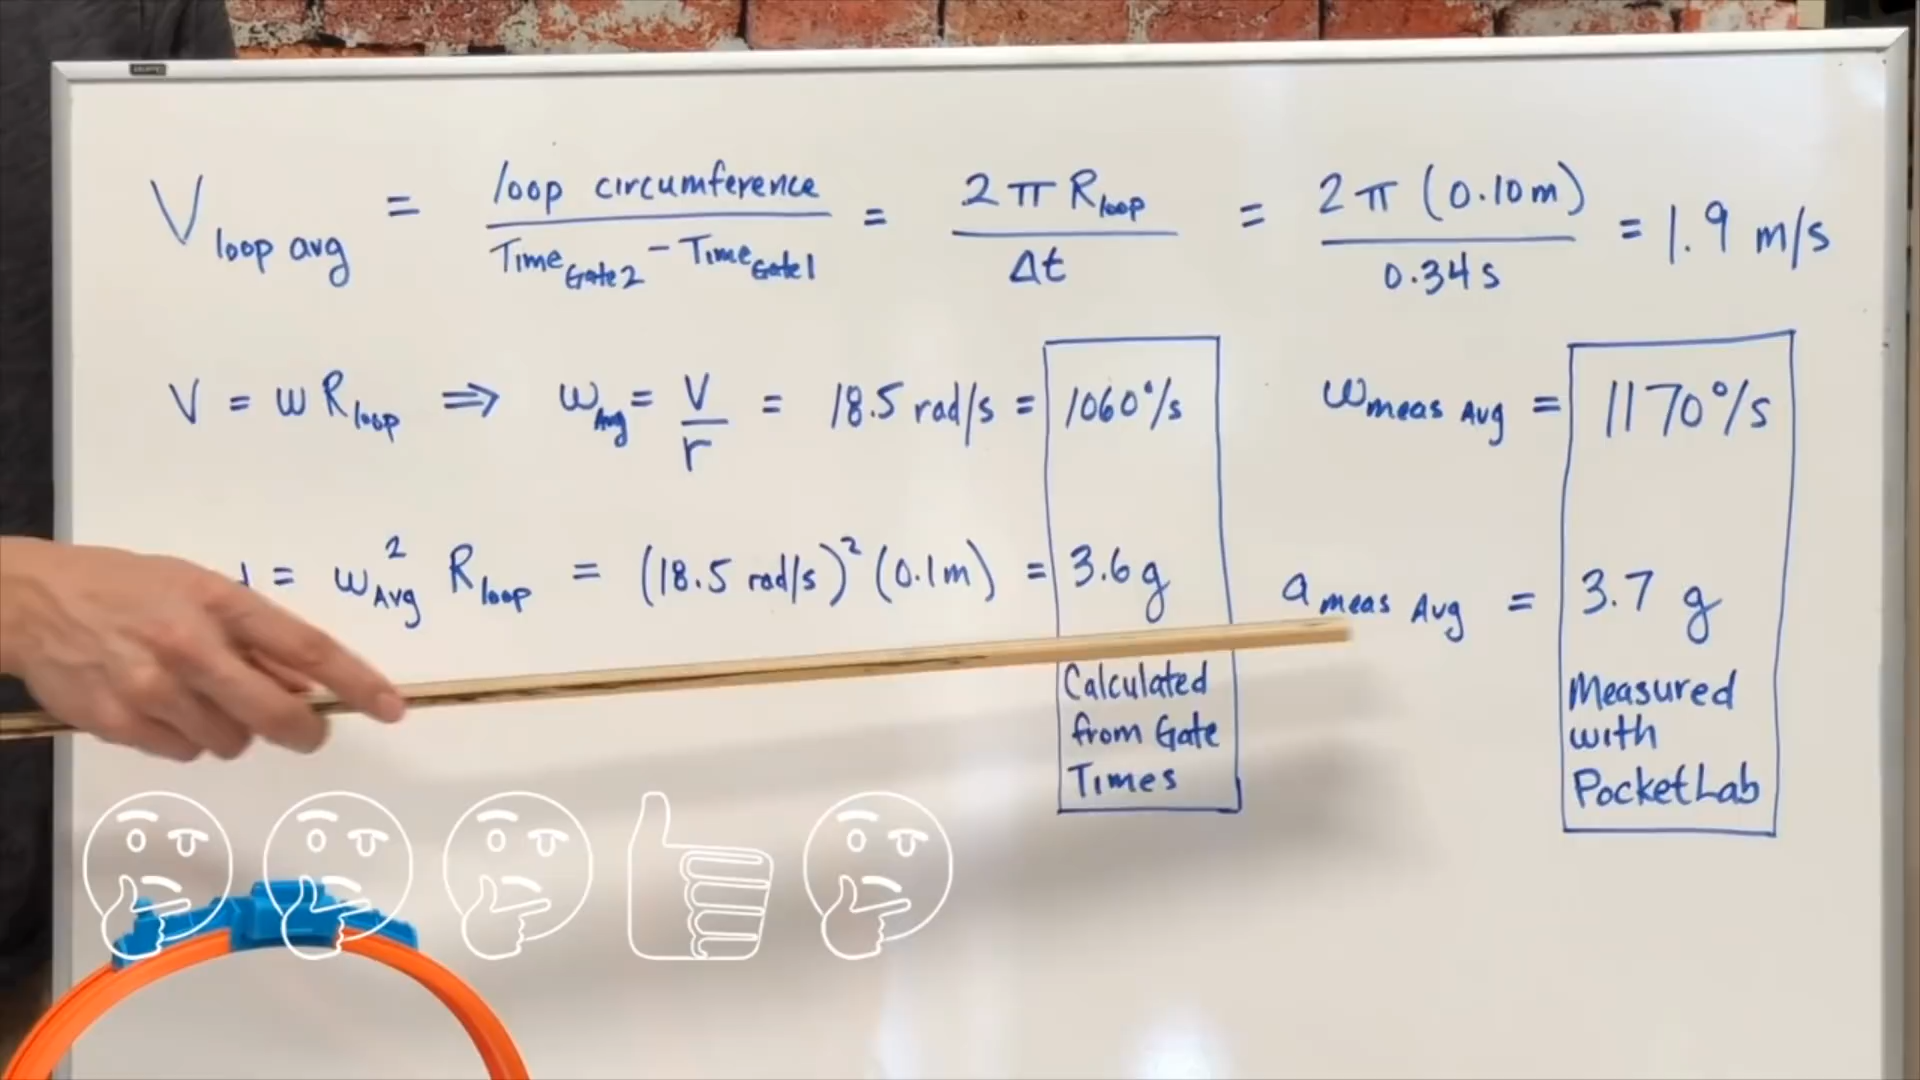 V loop avg = loop circumference / Time Gate2 - Time Gate1 = 2πR loop / Δt = 2π(0.10m) / 0.34s = 1.9 m/s
V = ωR loop ⇒ ω Avg = V/r = 18.5 rad/s = 1060°/s
ω meas Avg = 1170°/s
= ω² Avg R loop = (18.5 rad/s)² (0.1m) = 3.6 g
a meas Avg = 3.7 g
Calculated
from Gate
Times
Measured
with
PocketLab